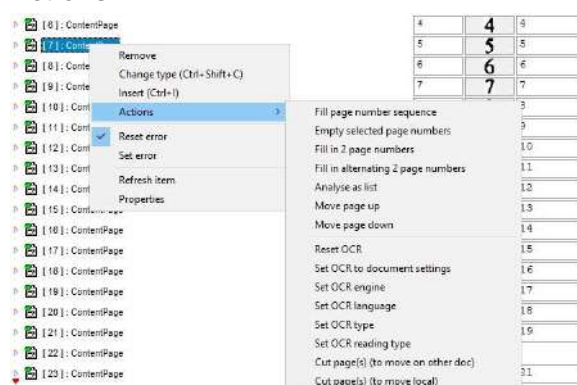 [ 6 ] : ContentPage
[ 7 ] : Conte
[ 8 ] : Conte
[ 9 ] : Conte
[ 10 ] : Cont
[ 11 ] : Cont
[ 12 ] : Cont
[ 13 ] : Cont
[ 14 ] : Cont
[ 15 ] : ContentPage
[ 16 ] : ContentPage
[ 17 ] : ContentPage
[ 18 ] : ContentPage
[ 19 ] : ContentPage
[ 20 ] : ContentPage
[ 21 ] : ContentPage
[ 22 ] : ContentPage
[ 23 ] : ContentPage
Remove
Change type (Ctrl+Shift+C)
Insert (Ctrl+I)
Actions
Reset error
Set error
Refresh item
Properties
Fill page number sequence
Empty selected page numbers
Fill in 2 page numbers
Fill in alternating 2 page numbers
Analyse as list
Move page up
Move page down
Reset OCR
Set OCR to document settings
Set OCR engine
Set OCR language
Set OCR type
Set OCR reading type
Cut page(s) (to move on other doc)
Cut page(s) (to move local)
4 4 4
5 5 5
6 6 6
7 7 7
9
10
11
12
13
14
15
16
17
18
19
21